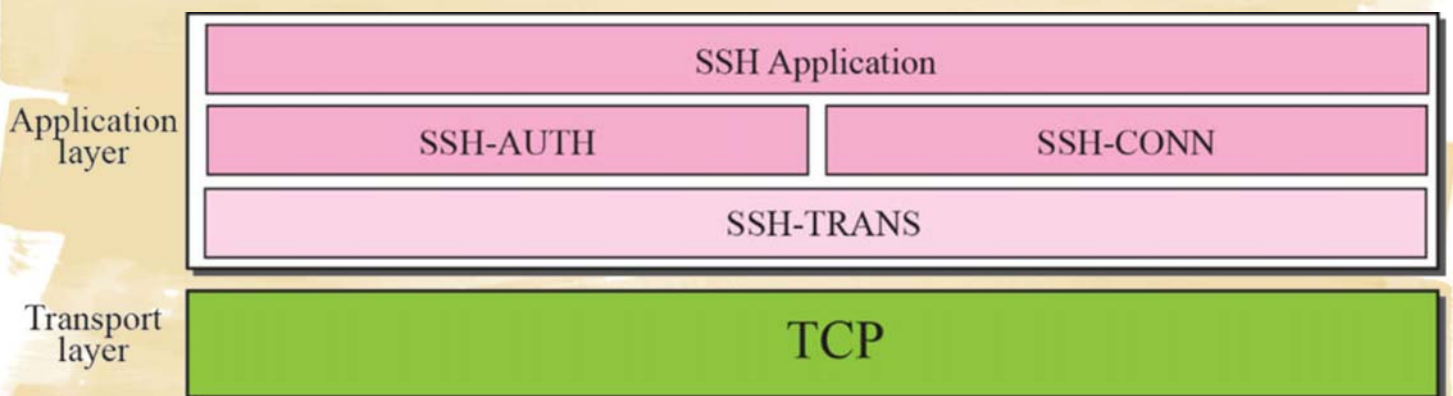 SSH Application
Application
layer
SSH-AUTH
SSH-CONN
SSH-TRANS
Transport
layer
TCP